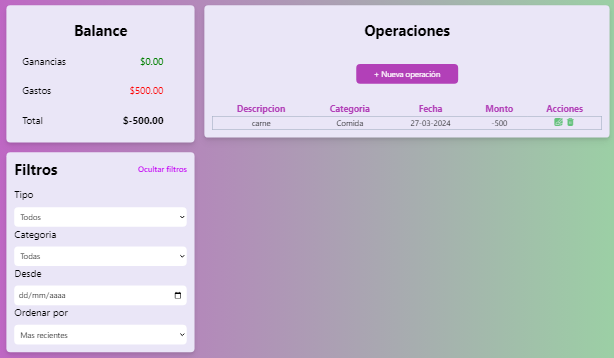 Balance
Ganancias $0.00
Gastos $500.00
Total $-500.00
Filtros Ocultar filtros
Tipo
Todos
Categoria
Todas
Desde
dd/mm/aaaa
Ordenar por
Mas recientes
Operaciones
+ Nueva operación
Descripcion Categoria Fecha Monto Acciones
carne Comida 27-03-2024 -500